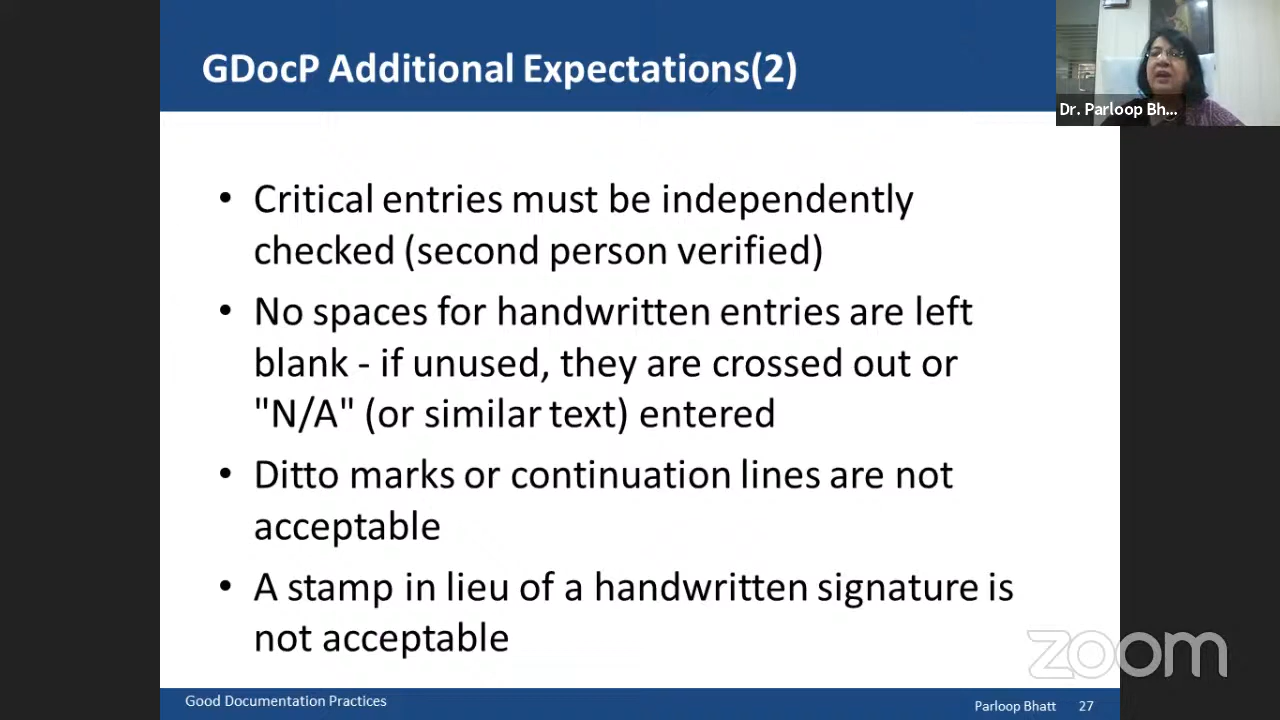 GDocP Additional Expectations(2)
Dr. Parloop Bh...
• Critical entries must be independently
checked (second person verified)
• No spaces for handwritten entries are left
blank - if unused, they are crossed out or
"N/A" (or similar text) entered
• Ditto marks or continuation lines are not
acceptable
• A stamp in lieu of a handwritten signature is
not acceptable
zoom
Good Documentation Practices
Parloop Bhatt 27